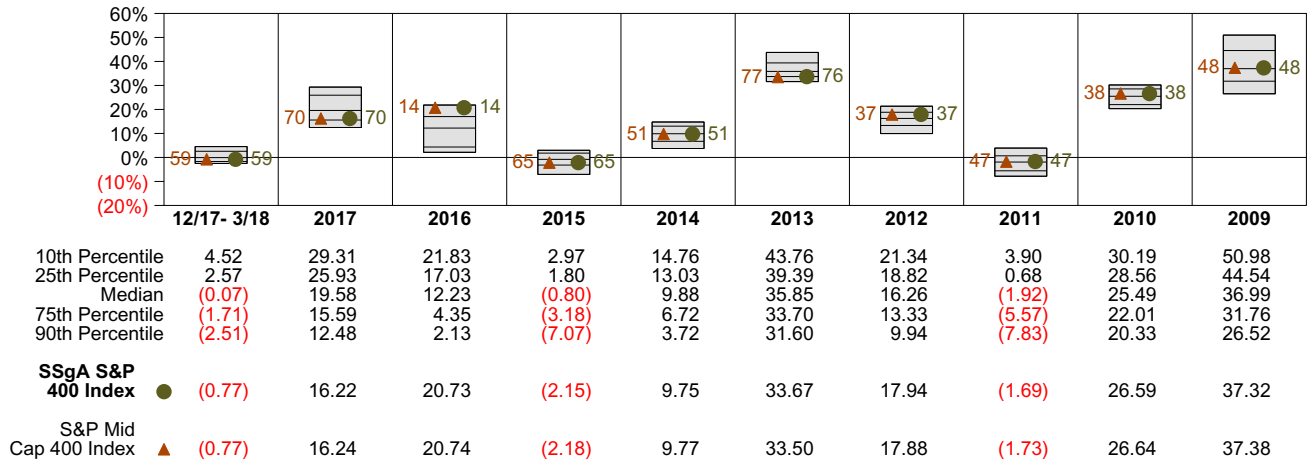 60%
50%
40%
30%
20%
10%
0%
(10%)
(20%)
59 59
70 70
14 14
65 65
51 51
77 76
37 37
47 47
38 38
48 48
12/17- 3/18 2017 2016 2015 2014 2013 2012 2011 2010 2009
10th Percentile 4.52 29.31 21.83 2.97 14.76 43.76 21.34 3.90 30.19 50.98
25th Percentile 2.57 25.93 17.03 1.80 13.03 39.39 18.82 0.68 28.56 44.54
Median (0.07) 19.58 12.23 (0.80) 9.88 35.85 16.26 (1.92) 25.49 36.99
75th Percentile (1.71) 15.59 4.35 (3.18) 6.72 33.70 13.33 (5.57) 22.01 31.76
90th Percentile (2.51) 12.48 2.13 (7.07) 3.72 31.60 9.94 (7.83) 20.33 26.52
SSgA S&P
400 Index (0.77) 16.22 20.73 (2.15) 9.75 33.67 17.94 (1.69) 26.59 37.32
S&P Mid
Cap 400 Index (0.77) 16.24 20.74 (2.18) 9.77 33.50 17.88 (1.73) 26.64 37.38